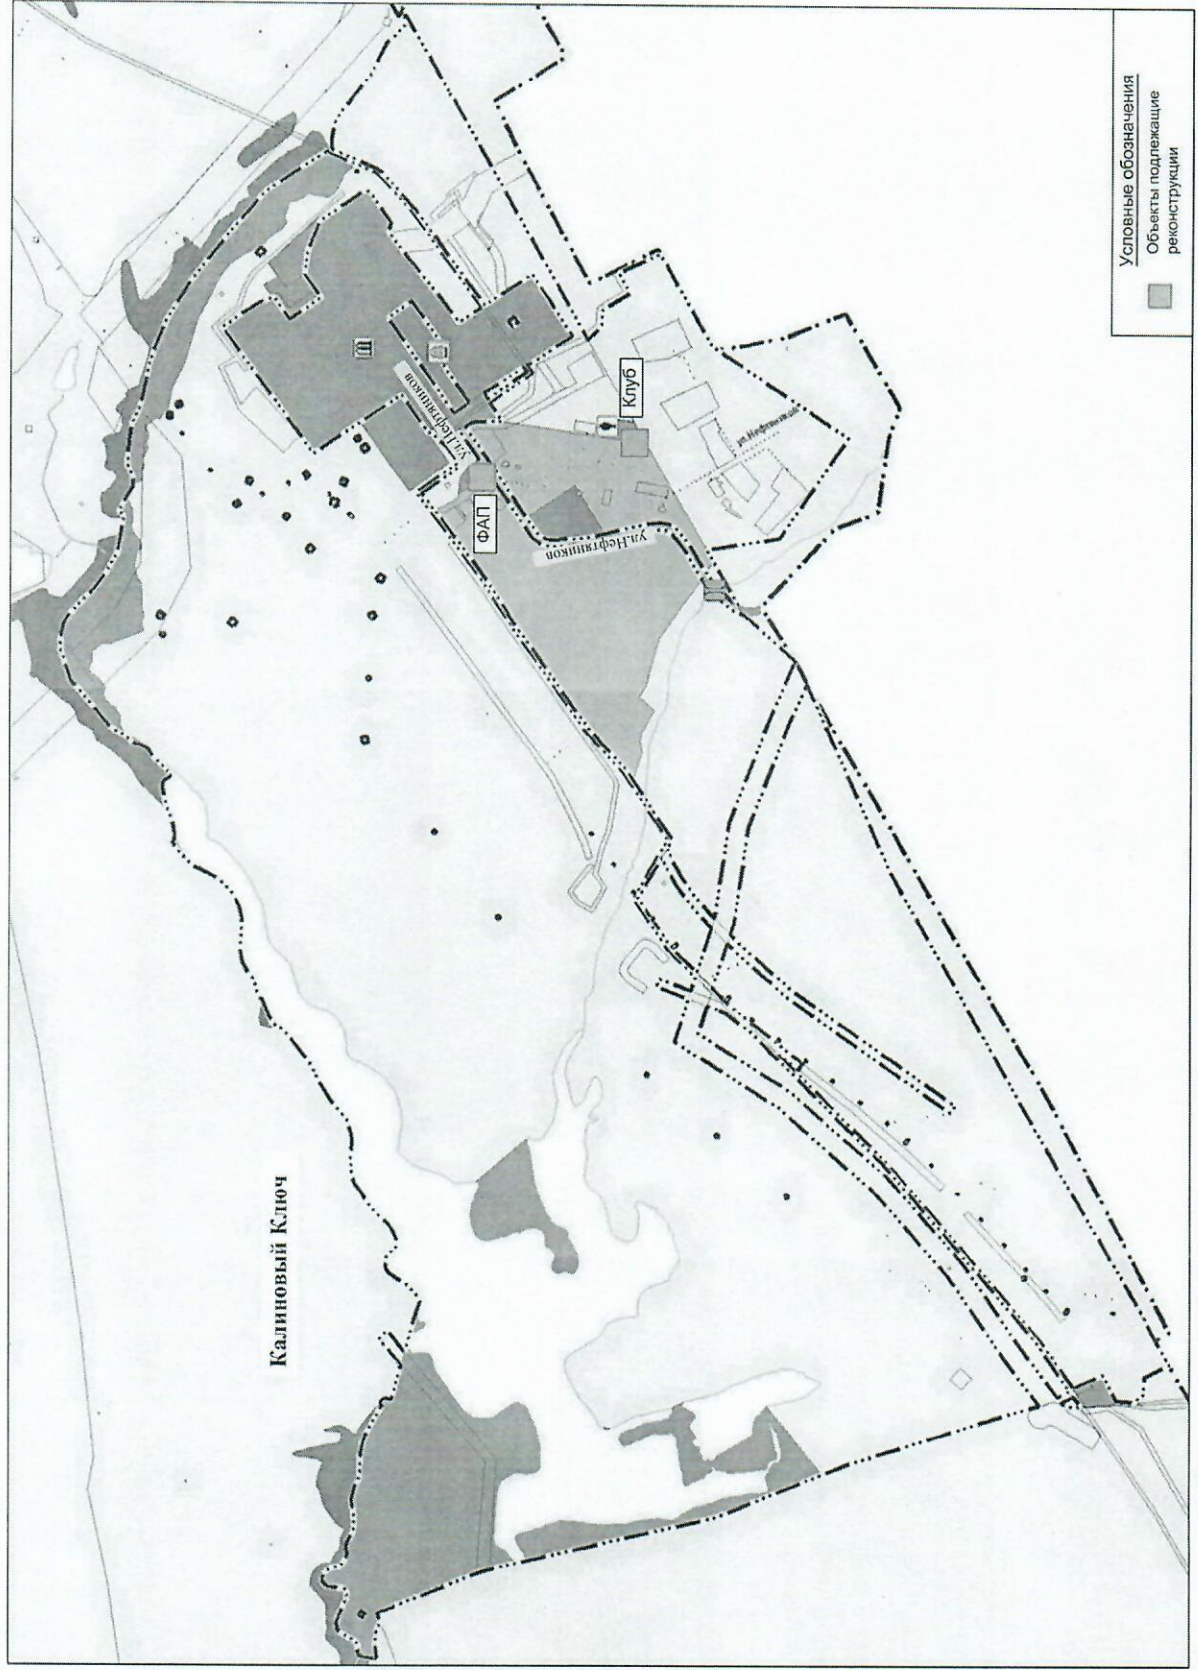 Калиновый Ключ
ул.Нефтяников
ФАП
ул.Нефтяников
Клуб
Условные обозначения
Объекты подлежащие
реконструкции